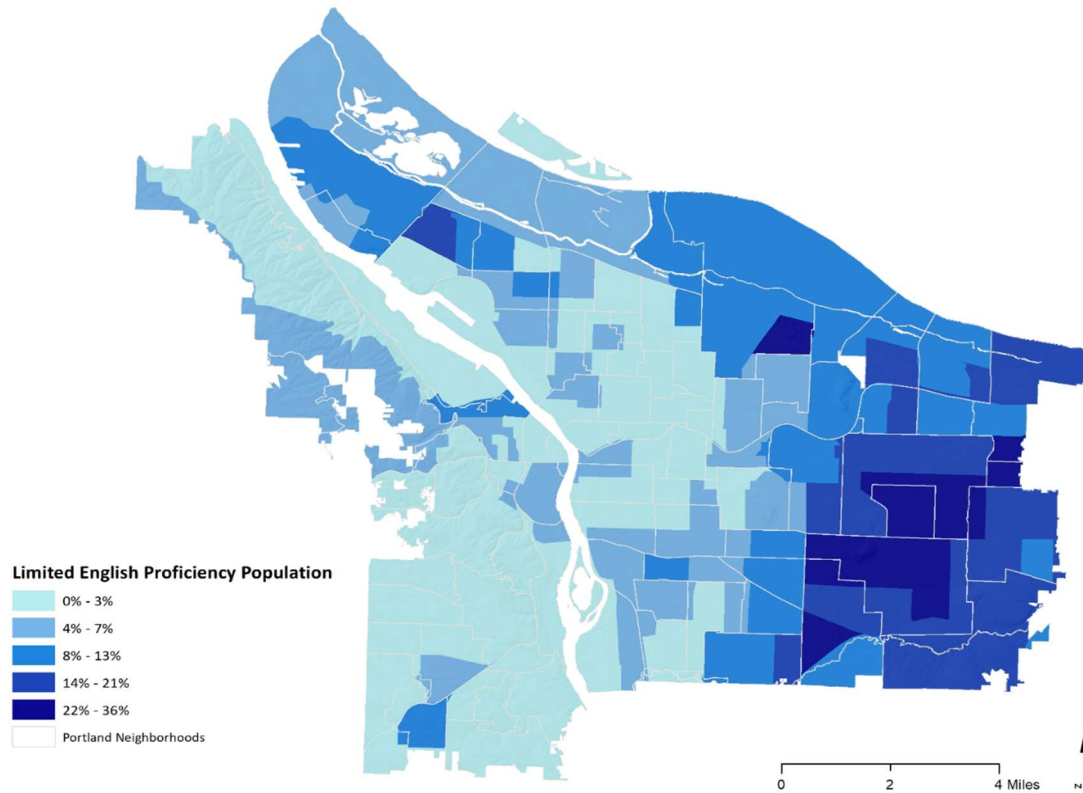 Limited English Proficiency Population
0% - 3%
4% - 7%
8% - 13%
14% - 21%
22% - 36%
Portland Neighborhoods
0 2 4 Miles